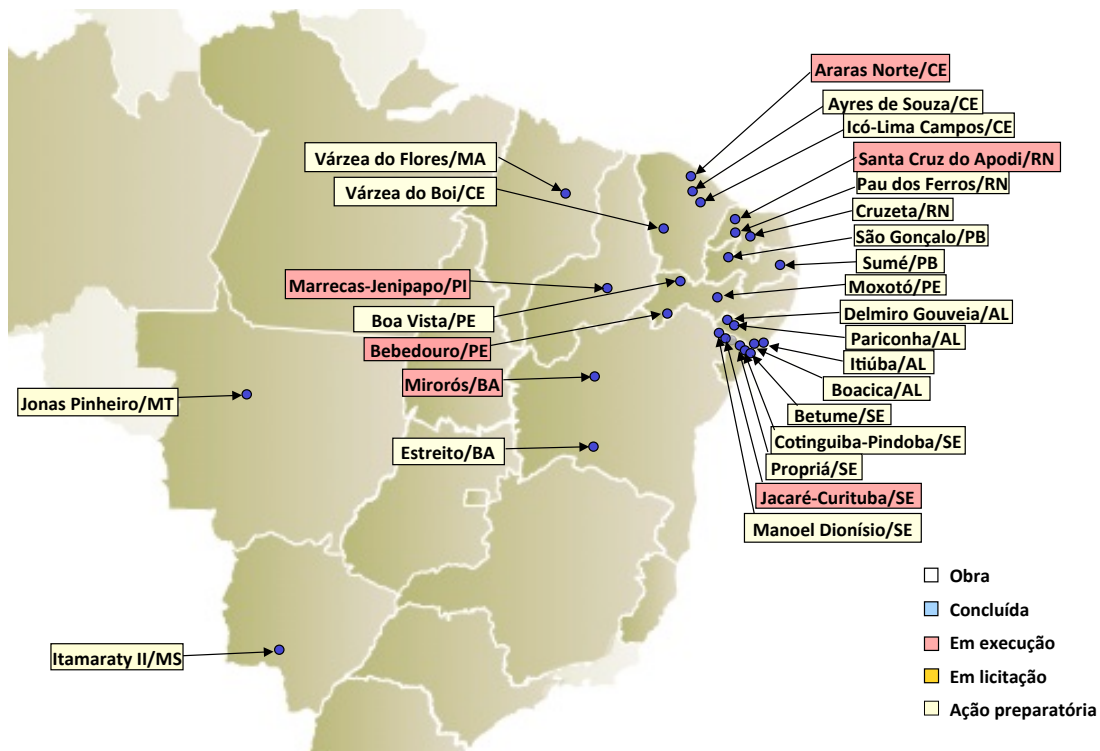 Araras Norte/CE
Ayres de Souza/CE
Icó-Lima Campos/CE
Santa Cruz do Apodi/RN
Pau dos Ferros/RN
Cruzeta/RN
São Gonçalo/PB
Sumé/PB
Moxotó/PE
Delmiro Gouveia/AL
Pariconha/AL
Itiúba/AL
Boacica/AL
Betume/SE
Cotinguiba-Pindoba/SE
Propriá/SE
Jacaré-Curituba/SE
Manoel Dionísio/SE
Várzea do Flores/MA
Várzea do Boi/CE
Marrecas-Jenipapo/PI
Boa Vista/PE
Bebedouro/PE
Mirorós/BA
Jonas Pinheiro/MT
Estreito/BA
Itamaraty II/MS
Obra
Concluída
Em execução
Em licitação
Ação preparatória